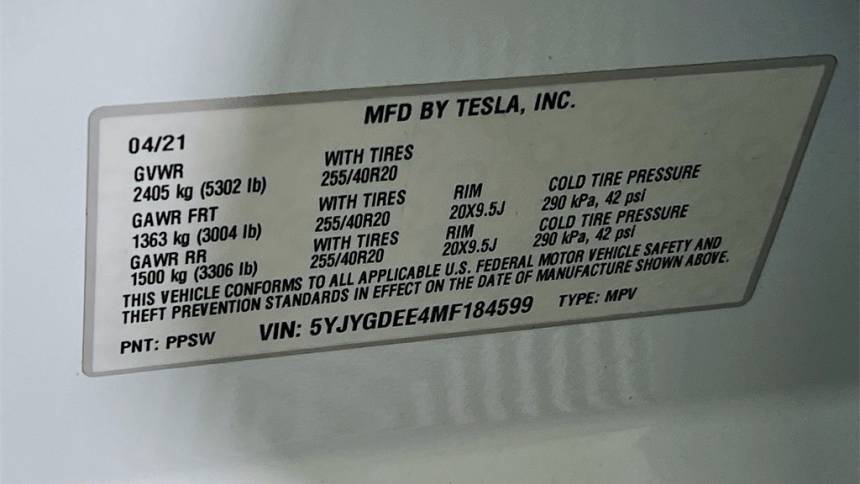 MFD BY TESLA, INC.
04/21
GVWR WITH TIRES
2405 kg (5302 lb) 255/40R20
GAWR FRT WITH TIRES RIM COLD TIRE PRESSURE
1363 kg (3004 lb) 255/40R20 20X9.5J 290 kPa, 42 psi
GAWR RR WITH TIRES RIM COLD TIRE PRESSURE
1500 kg (3306 lb) 255/40R20 20X9.5J 290 kPa, 42 psi
THIS VEHICLE CONFORMS TO ALL APPLICABLE U.S. FEDERAL MOTOR VEHICLE SAFETY AND
THEFT PREVENTION STANDARDS IN EFFECT ON THE DATE OF MANUFACTURE SHOWN ABOVE.
PNT: PPSW VIN: 5YJYGDEE4MF184599 TYPE: MPV